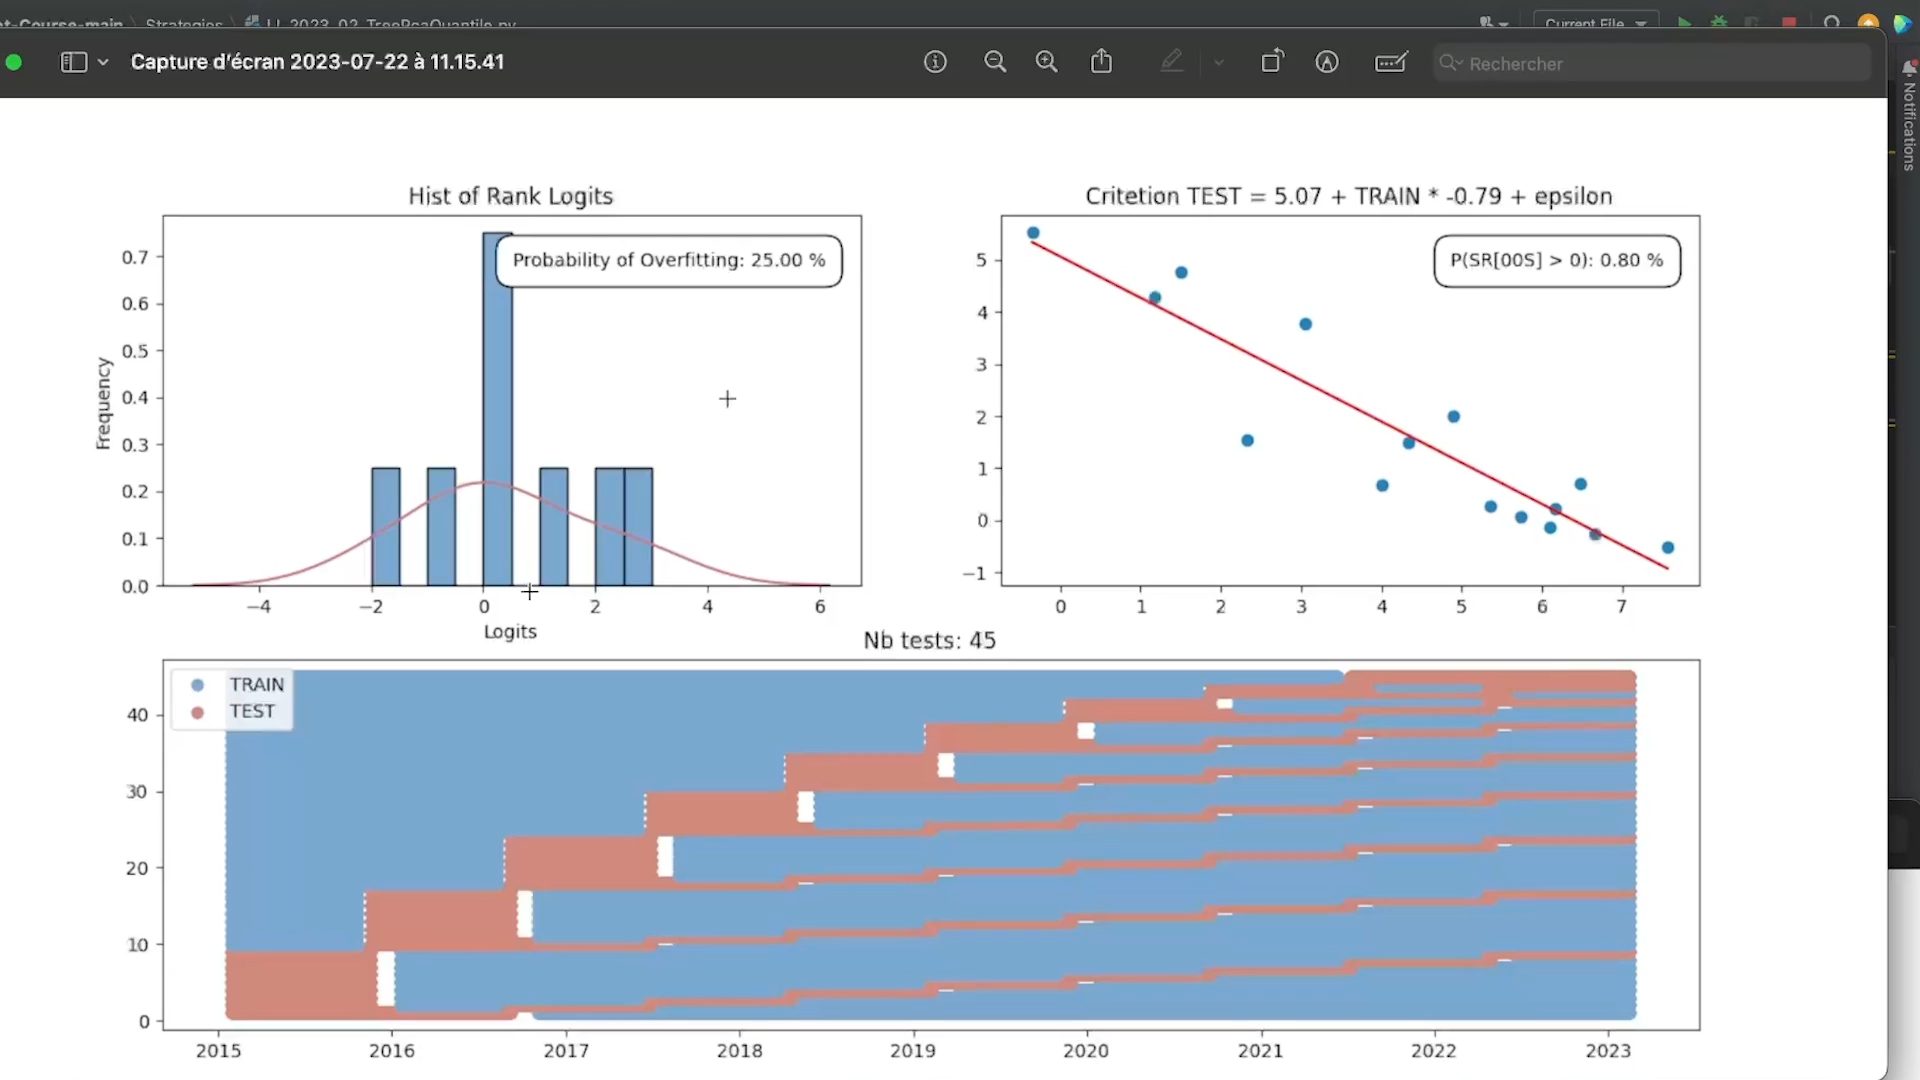 Strategies
LI_2023_02_TreePcaQuantile.py
Current File
Capture d'écran 2023-07-22 à 11.15.41
Rechercher
Notifications
Hist of Rank Logits
Probability of Overfitting: 25.00 %
Frequency
0.7
0.6
0.5
0.4
0.3
0.2
0.1
0.0
−4 −2 0 2 4 6
Logits
Critetion TEST = 5.07 + TRAIN * -0.79 + epsilon
P(SR[00S] > 0): 0.80 %
5
4
3
2
1
0
−1
0 1 2 3 4 5 6 7
Nb tests: 45
TRAIN
TEST
40
30
20
10
0
2015 2016 2017 2018 2019 2020 2021 2022 2023